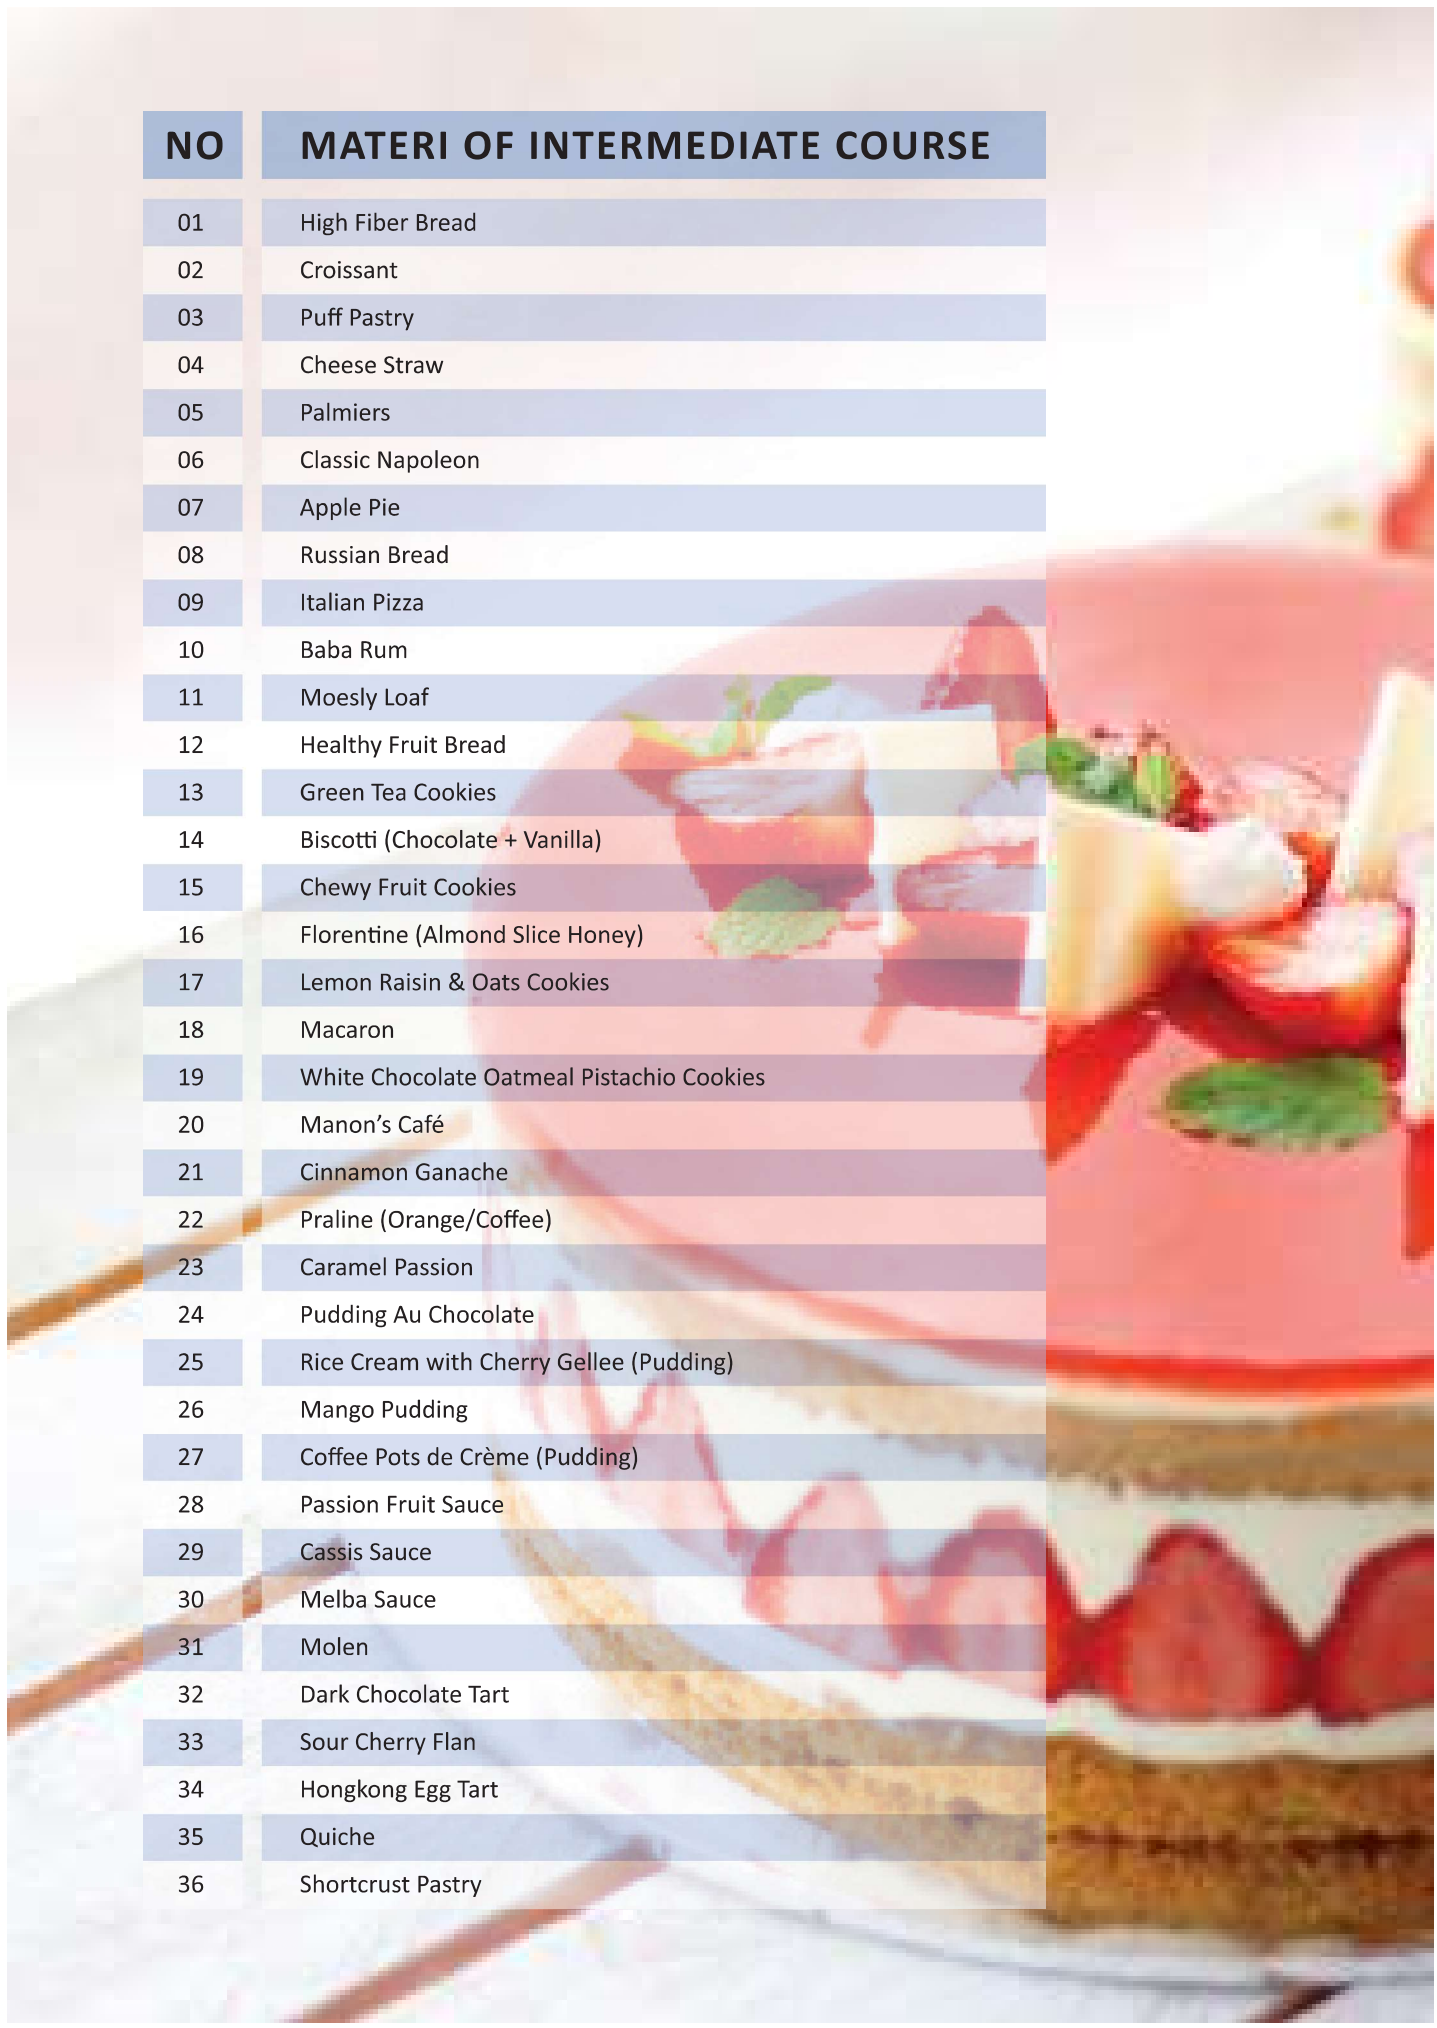 NO MATERI OF INTERMEDIATE COURSE
01 High Fiber Bread
02 Croissant
03 Puff Pastry
04 Cheese Straw
05 Palmiers
06 Classic Napoleon
07 Apple Pie
08 Russian Bread
09 Italian Pizza
10 Baba Rum
11 Moesly Loaf
12 Healthy Fruit Bread
13 Green Tea Cookies
14 Biscotti (Chocolate + Vanilla)
15 Chewy Fruit Cookies
16 Florentine (Almond Slice Honey)
17 Lemon Raisin & Oats Cookies
18 Macaron
19 White Chocolate Oatmeal Pistachio Cookies
20 Manon’s Café
21 Cinnamon Ganache
22 Praline (Orange/Coffee)
23 Caramel Passion
24 Pudding Au Chocolate
25 Rice Cream with Cherry Gellee (Pudding)
26 Mango Pudding
27 Coffee Pots de Crème (Pudding)
28 Passion Fruit Sauce
29 Cassis Sauce
30 Melba Sauce
31 Molen
32 Dark Chocolate Tart
33 Sour Cherry Flan
34 Hongkong Egg Tart
35 Quiche
36 Shortcrust Pastry